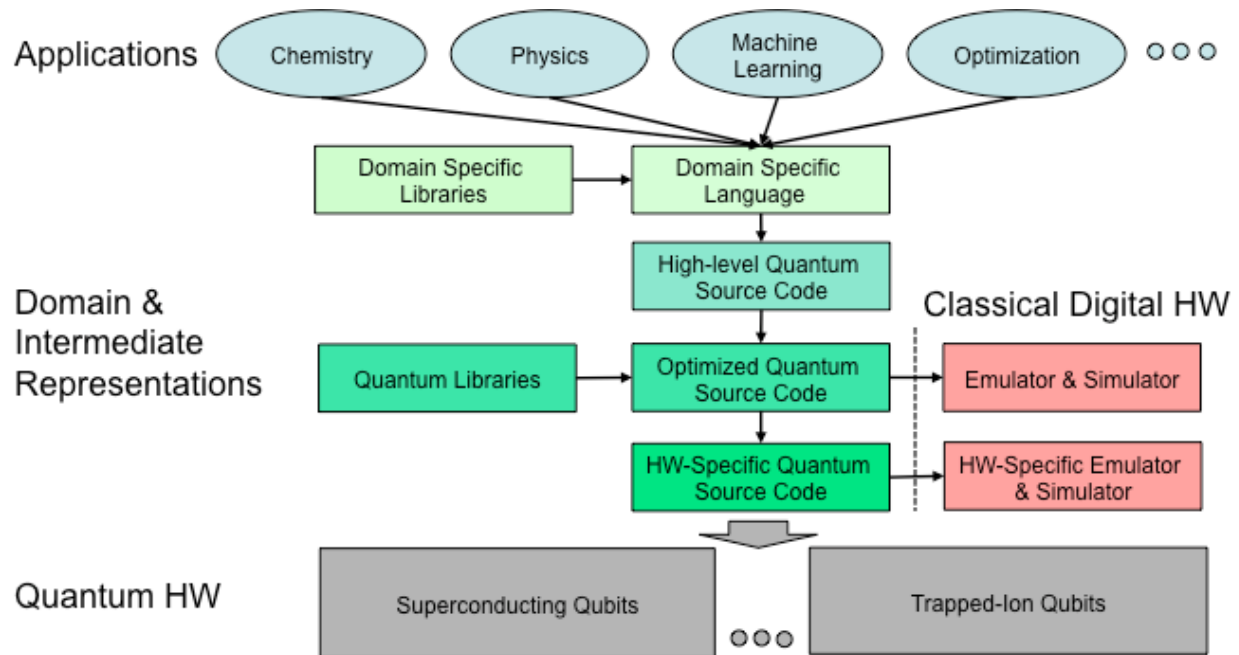 Applications
Chemistry
Physics
Machine
Learning
Optimization
Domain Specific
Libraries
Domain Specific
Language
High-level Quantum
Source Code
Domain &
Intermediate
Representations
Classical Digital HW
Quantum Libraries
Optimized Quantum
Source Code
Emulator & Simulator
HW-Specific Quantum
Source Code
HW-Specific Emulator
& Simulator
Quantum HW
Superconducting Qubits
Trapped-Ion Qubits